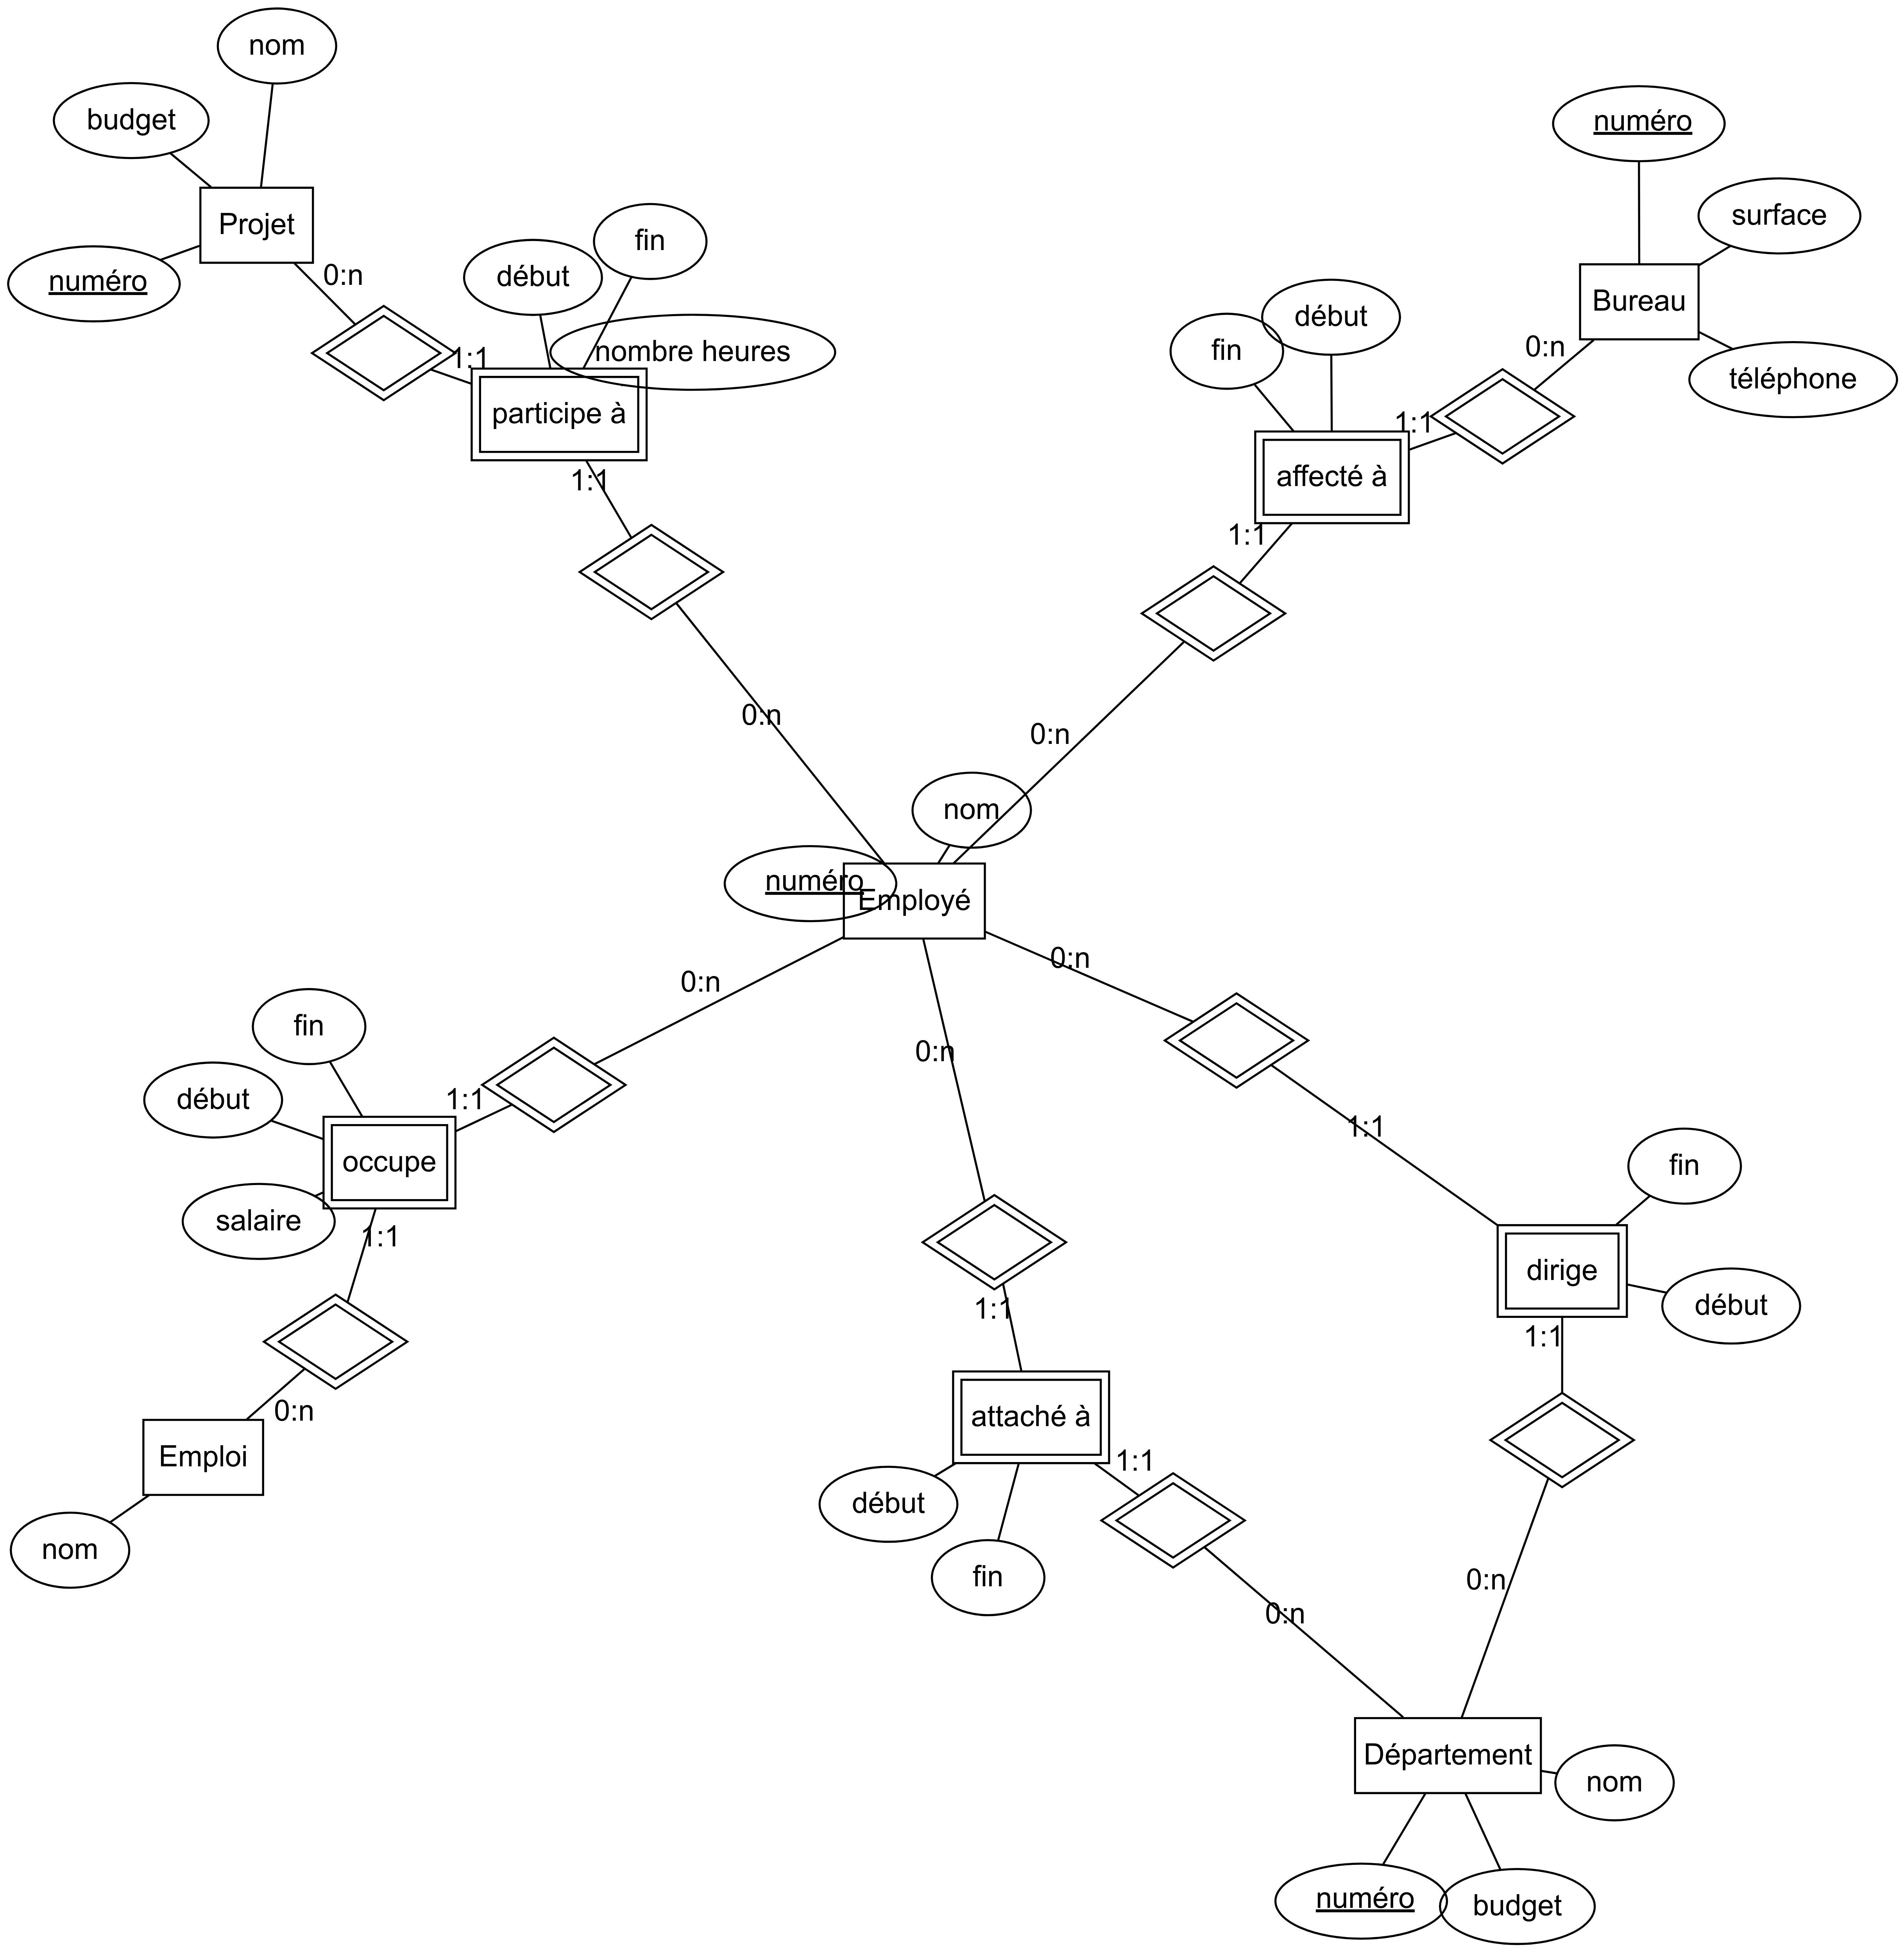 nom
budget
Projet
numéro
0:n
début
fin
nombre heures
1:1
participe à
1:1
0:n
numéro
surface
Bureau
téléphone
0:n
fin
début
1:1
affecté à
1:1
0:n
nom
numéro
Employé
0:n
0:n
0:n
fin
début
1:1
occupe
salaire
1:1
0:n
Emploi
nom
1:1
attaché à
1:1
début
fin
0:n
1:1
fin
dirige
début
1:1
0:n
Département
nom
numéro
budget